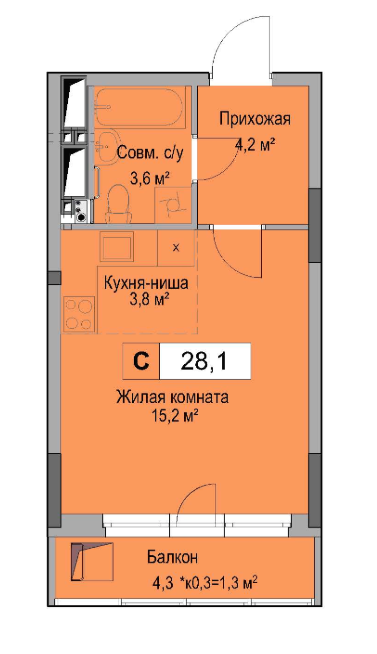 Прихожая
4,2 м²
Совм. с/у
3,6 м²
x
Кухня-ниша
3,8 м²
С 28,1
Жилая комната
15,2 м²
Балкон
4,3 *к0,3=1,3 м²